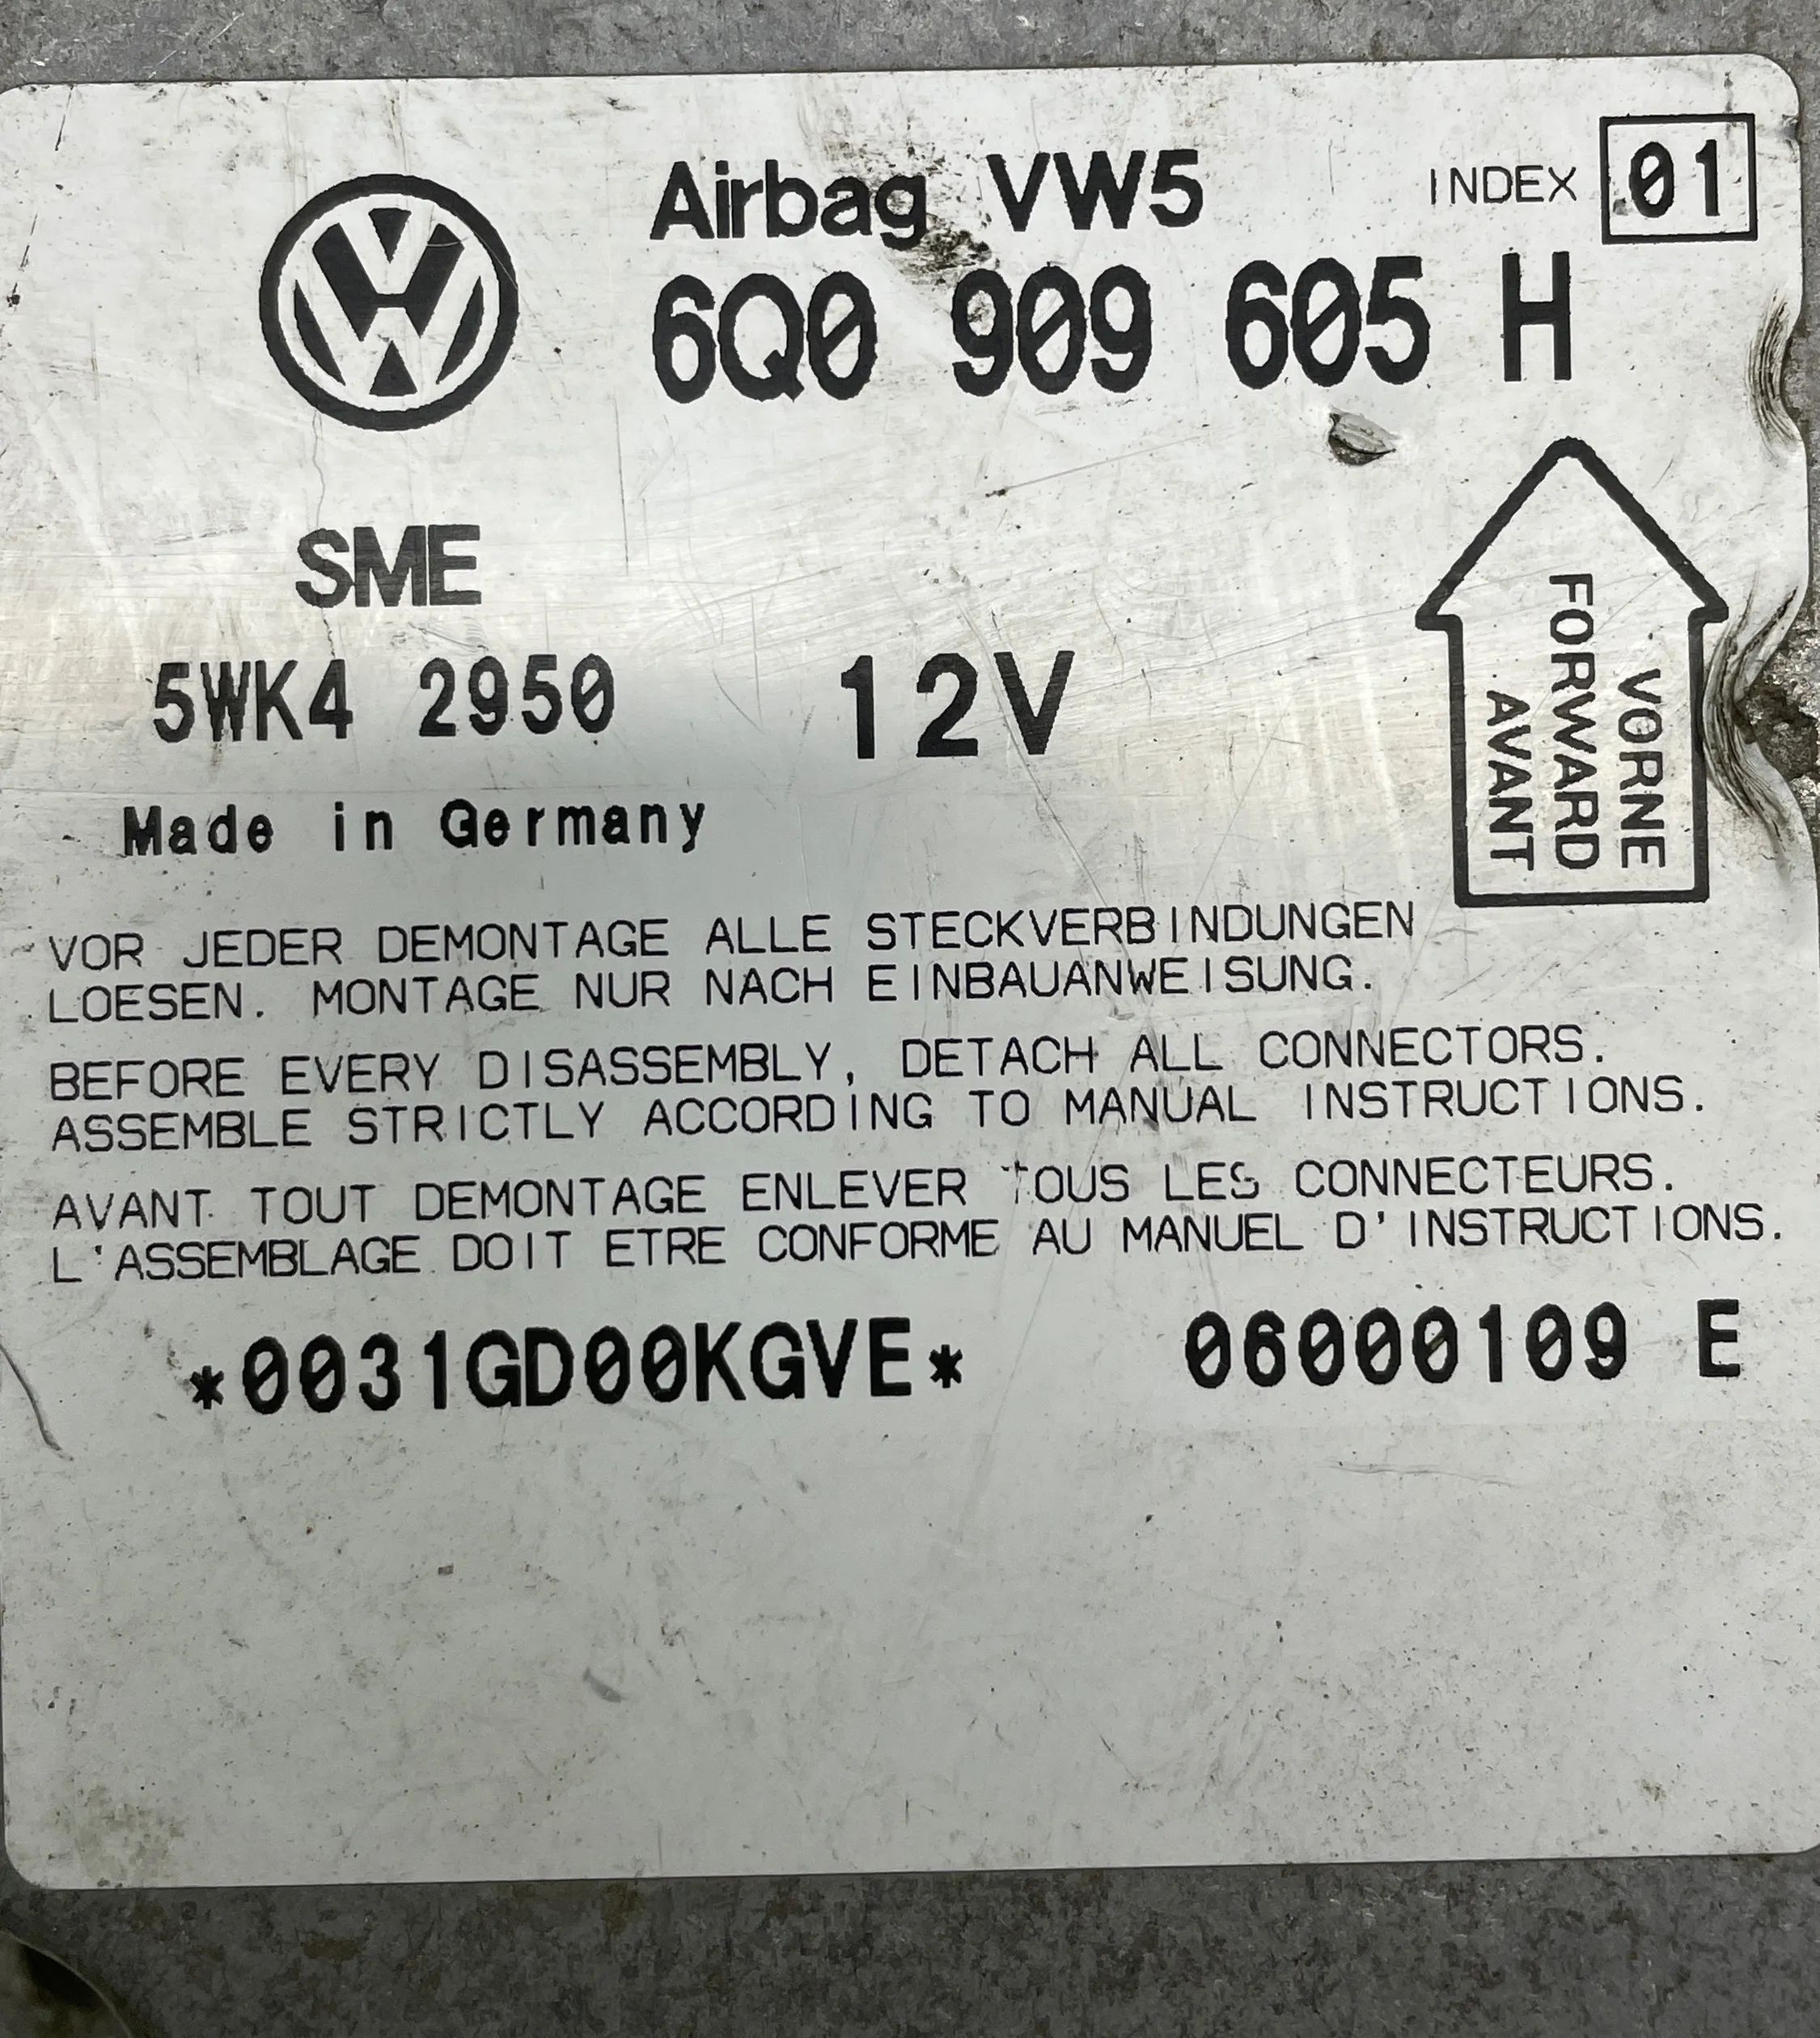 Airbag VW5 INDEX 01
6Q0 909 605 H
SME
5WK4 2950 12V
VORNE
FORWARD
AVANT
Made in Germany
VOR JEDER DEMONTAGE ALLE STECKVERBINDUNGEN
LOESEN. MONTAGE NUR NACH EINBAUANWEISUNG.
BEFORE EVERY DISASSEMBLY, DETACH ALL CONNECTORS.
ASSEMBLE STRICTLY ACCORDING TO MANUAL INSTRUCTIONS.
AVANT TOUT DEMONTAGE ENLEVER TOUS LES CONNECTEURS.
L'ASSEMBLAGE DOIT ETRE CONFORME AU MANUEL D'INSTRUCTIONS.
*0031GD00KGVE* 06000109 E